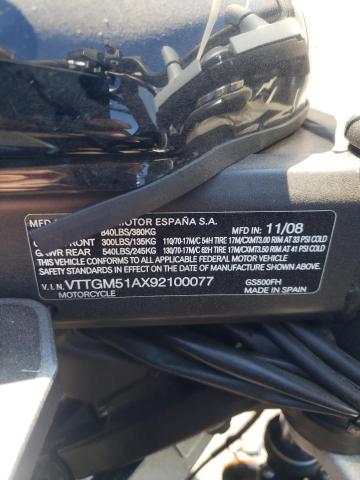 MFD MOTOR ESPAÑA S.A.
840LBS/380KG MFD IN: 11/08
FRONT 300LBS/135KG 110/70-17M/C 54H TIRE 17M/CXMT3.00 RIM AT 33 PSI COLD
GAWR REAR 540LBS/245KG 130/70-17M/C 62H TIRE 17M/CXMT3.50 RIM AT 41 PSI COLD
THIS VEHICLE CONFORMS TO ALL APPLICABLE FEDERAL MOTOR VEHICLE
SAFETY STANDARDS IN EFFECT ON THE DATE OF MANUFACTURE SHOWN ABOVE.
V.I.N. VTTGM51AX92100077 GS500FH
MOTORCYCLE MADE IN SPAIN